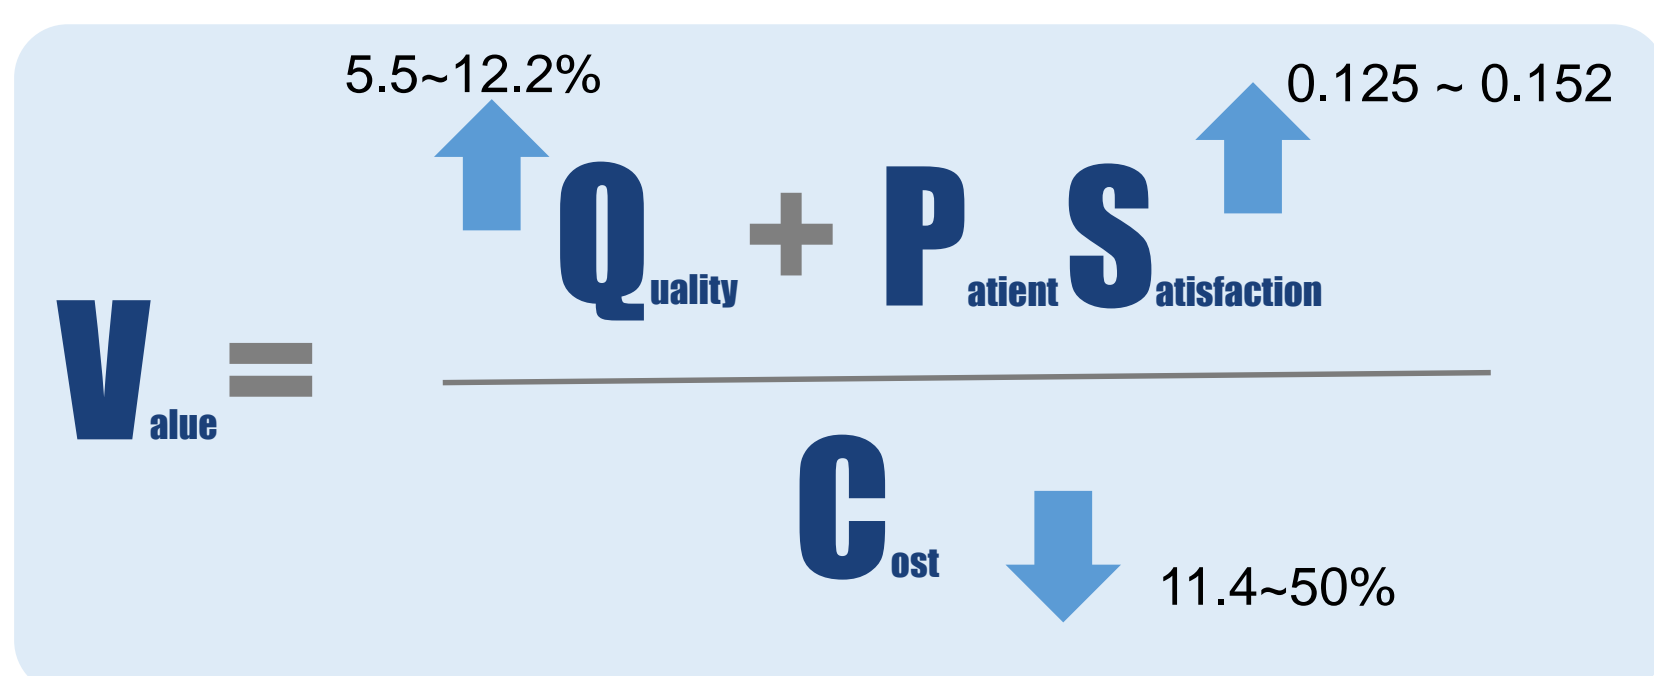 5.5~12.2%
0.125 ~ 0.152
Value = Quality + Patient Satisfaction
Cost
11.4~50%